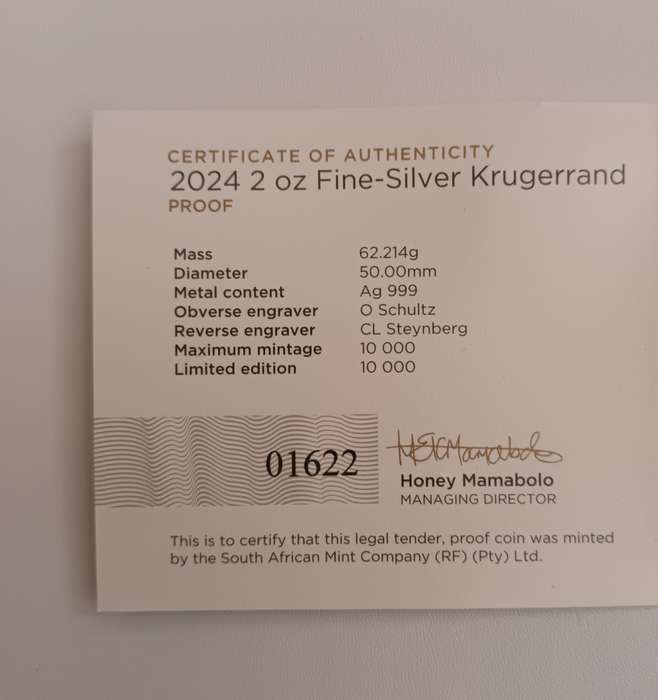 CERTIFICATE OF AUTHENTICITY
2024 2 oz Fine-Silver Krugerrand
PROOF
Mass 62.214g
Diameter 50.00mm
Metal content Ag 999
Obverse engraver O Schultz
Reverse engraver CL Steynberg
Maximum mintage 10 000
Limited edition 10 000
01622
HEKMamabolo
Honey Mamabolo
MANAGING DIRECTOR
This is to certify that this legal tender, proof coin was minted
by the South African Mint Company (RF) (Pty) Ltd.